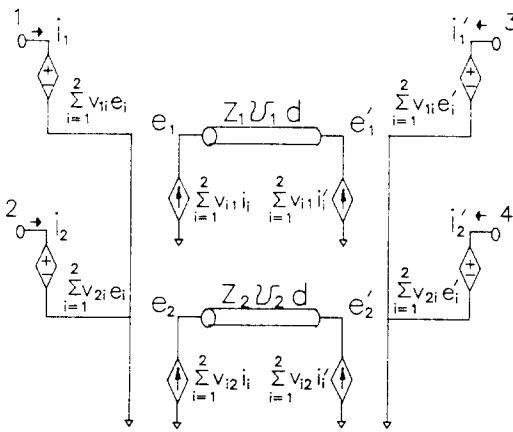 1 i₁ i₁′ 3
∑_{i=1}^{2} v₁ᵢ eᵢ
e₁ Z₁ 𝒱₁ d e₁′
∑_{i=1}^{2} v₁ᵢ eᵢ′
∑_{i=1}^{2} vᵢ₁ iᵢ
∑_{i=1}^{2} vᵢ₁ iᵢ′
2 i₂ i₂′ 4
∑_{i=1}^{2} v₂ᵢ eᵢ
e₂ Z₂ 𝒱₂ d e₂′
∑_{i=1}^{2} v₂ᵢ eᵢ′
∑_{i=1}^{2} vᵢ₂ iᵢ
∑_{i=1}^{2} vᵢ₂ iᵢ′